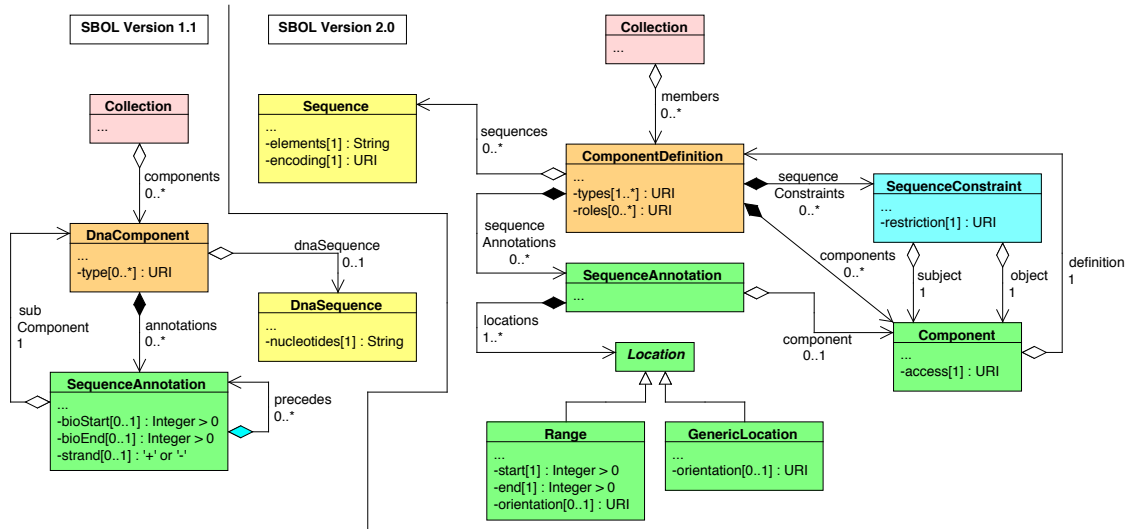 SBOL Version 1.1
SBOL Version 2.0
Collection
...
components
0..*
DnaComponent
...
-type[0..*] : URI
dnaSequence
0..1
DnaSequence
...
-nucleotides[1] : String
sub
Component
1
annotations
0..*
SequenceAnnotation
...
-bioStart[0..1] : Integer > 0
-bioEnd[0..1] : Integer > 0
-strand[0..1] : '+' or '-'
precedes
0..*
Collection
...
members
0..*
Sequence
...
-elements[1] : String
-encoding[1] : URI
sequences
0..*
ComponentDefinition
...
-types[1..*] : URI
-roles[0..*] : URI
sequence
Constraints
0..*
SequenceConstraint
...
-restriction[1] : URI
sequence
Annotations
0..*
components
0..*
subject
1
object
1
definition
1
SequenceAnnotation
...
locations
1..*
component
0..1
Component
...
-access[1] : URI
Location
Range
...
-start[1] : Integer > 0
-end[1] : Integer > 0
-orientation[0..1] : URI
GenericLocation
...
-orientation[0..1] : URI